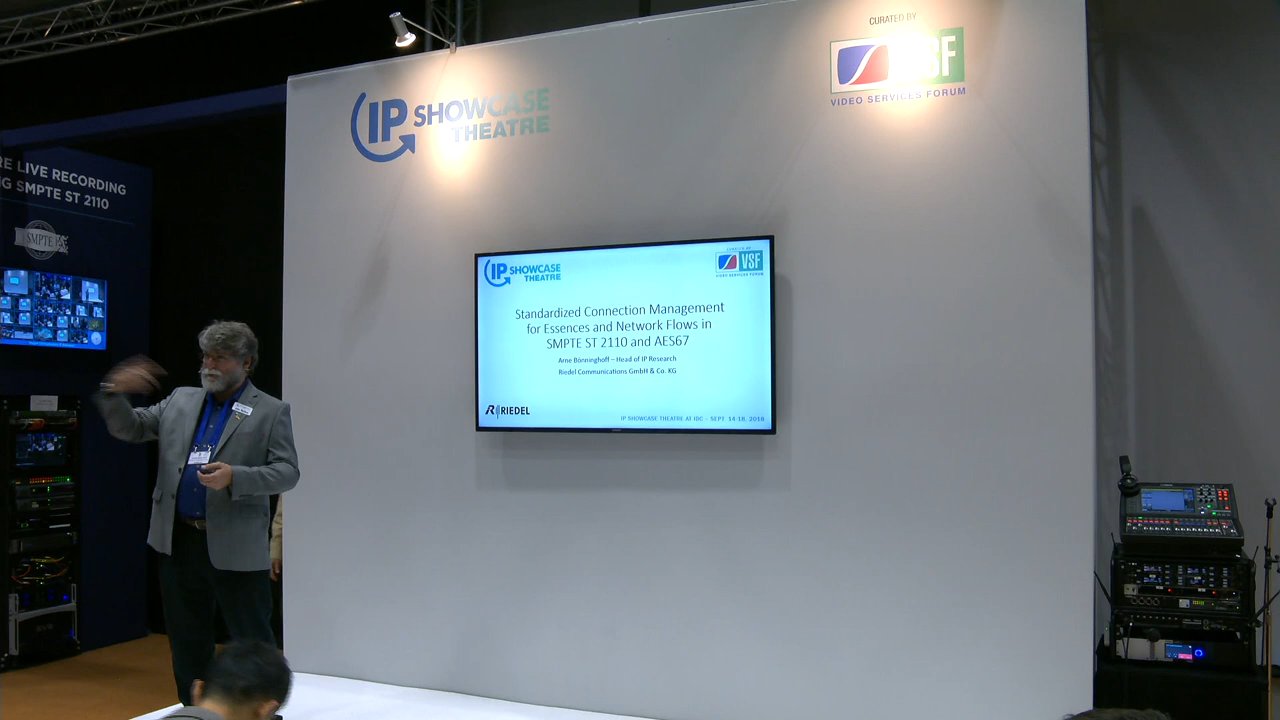 CURATED BY
VSF
VIDEO SERVICES FORUM
IP SHOWCASE
THEATRE
RE LIVE RECORDING
G SMPTE ST 2110
SMPTE
IP SHOWCASE
THEATRE
CURATED BY
VSF
VIDEO SERVICES FORUM
Standardized Connection Management
for Essences and Network Flows in
SMPTE ST 2110 and AES67
Arne Bönninghoff – Head of IP Research
Riedel Communications GmbH & Co. KG
RIEDEL
IP SHOWCASE THEATRE AT IBC – SEPT. 14-18, 2018